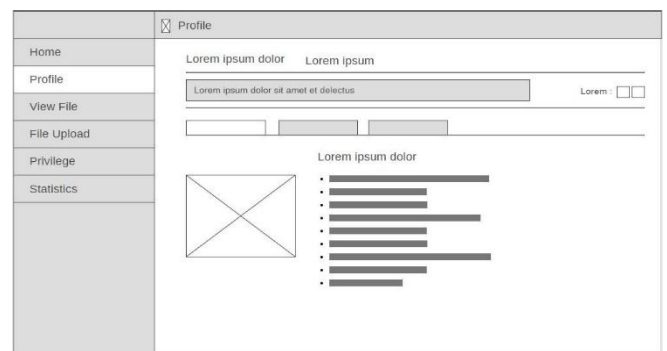 Profile
Home
Profile
View File
File Upload
Privilege
Statistics
Lorem ipsum dolor
Lorem ipsum
Lorem ipsum dolor sit amet et delectus
Lorem :
Lorem ipsum dolor